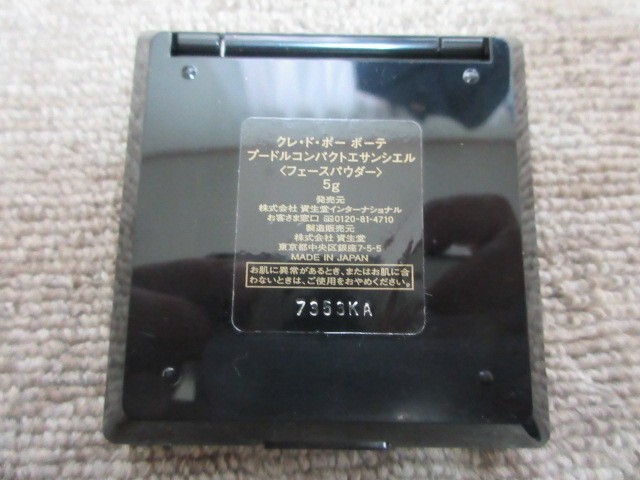 クレ・ド・ポー ボーテ
プードルコンパクトエサンシエル
〈フェースパウダー〉
5g
発売元
株式会社 資生堂インターナショナル
お客さま窓口 0120-81-4710
製造販売元
株式会社 資生堂
東京都中央区銀座7-5-5
MADE IN JAPAN
お肌に異常があるとき、またはお肌に合
わないときは、ご使用をおやめください。
7353KA